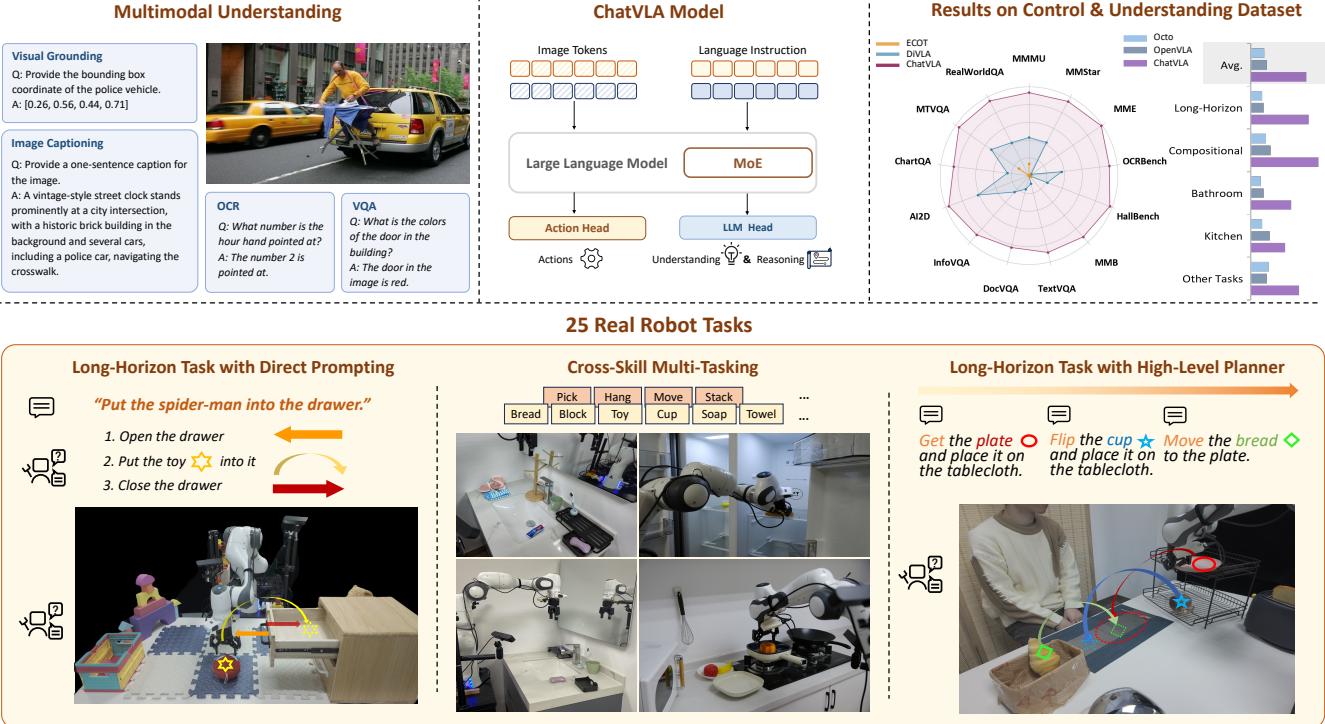 Multimodal Understanding
Visual Grounding
Q: Provide the bounding box
coordinate of the police vehicle.
A: [0.26, 0.56, 0.44, 0.71]
Image Captioning
Q: Provide a one-sentence caption for
the image.
A: A vintage-style street clock stands
prominently at a city intersection,
with a historic brick building in the
background and several cars,
including a police car, navigating the
crosswalk.
OCR
Q: What number is the
hour hand pointed at?
A: The number 2 is
pointed at.
VQA
Q: What is the colors
of the door in the
building?
A: The door in the
image is red.
ChatVLA Model
Image Tokens
Language Instruction
Large Language Model
MoE
Action Head
LLM Head
Actions
Understanding & Reasoning
Results on Control & Understanding Dataset
ECOT
DiVLA
ChatVLA
MMMU
MMStar
MME
OCRBench
HallBench
MMB
TextVQA
DocVQA
InfoVQA
AI2D
ChartQA
MTVQA
RealWorldQA
Octo
OpenVLA
ChatVLA
Avg.
Long-Horizon
Compositional
Bathroom
Kitchen
Other Tasks
25 Real Robot Tasks
Long-Horizon Task with Direct Prompting
“Put the spider-man into the drawer.”
1. Open the drawer
2. Put the toy into it
3. Close the drawer
Cross-Skill Multi-Tasking
Pick Hang Move Stack ...
Bread Block Toy Cup Soap Towel ...
Long-Horizon Task with High-Level Planner
Get the plate
and place it on
the tablecloth.
Flip the cup
and place it on
the tablecloth.
Move the bread
to the plate.